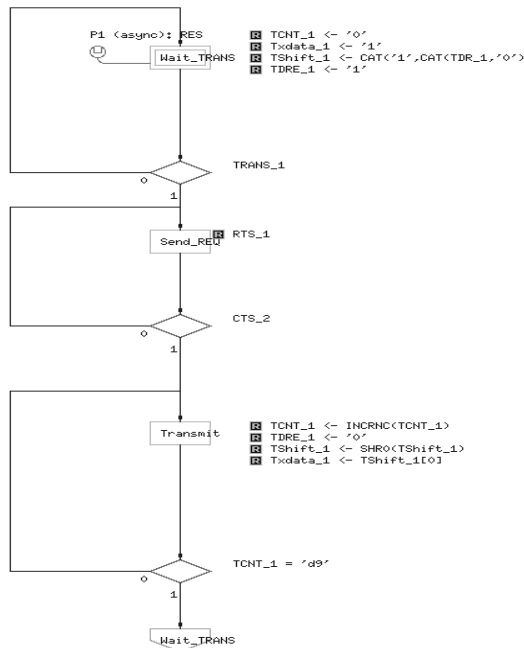 P1 (async): RES
Wait_TRANS
R TCNT_1 <- '0'
R Txdata_1 <- '1'
R TShift_1 <- CAT('1',CAT(TDR_1,'0')
R TDRE_1 <- '1'
TRANS_1
0
1
Send_REQ
R RTS_1
CTS_2
0
1
Transmit
R TCNT_1 <- INCRNC(TCNT_1)
R TDRE_1 <- '0'
R TShift_1 <- SHR0(TShift_1)
R Txdata_1 <- TShift_1[0]
TCNT_1 = 'd9'
0
1
Wait_TRANS